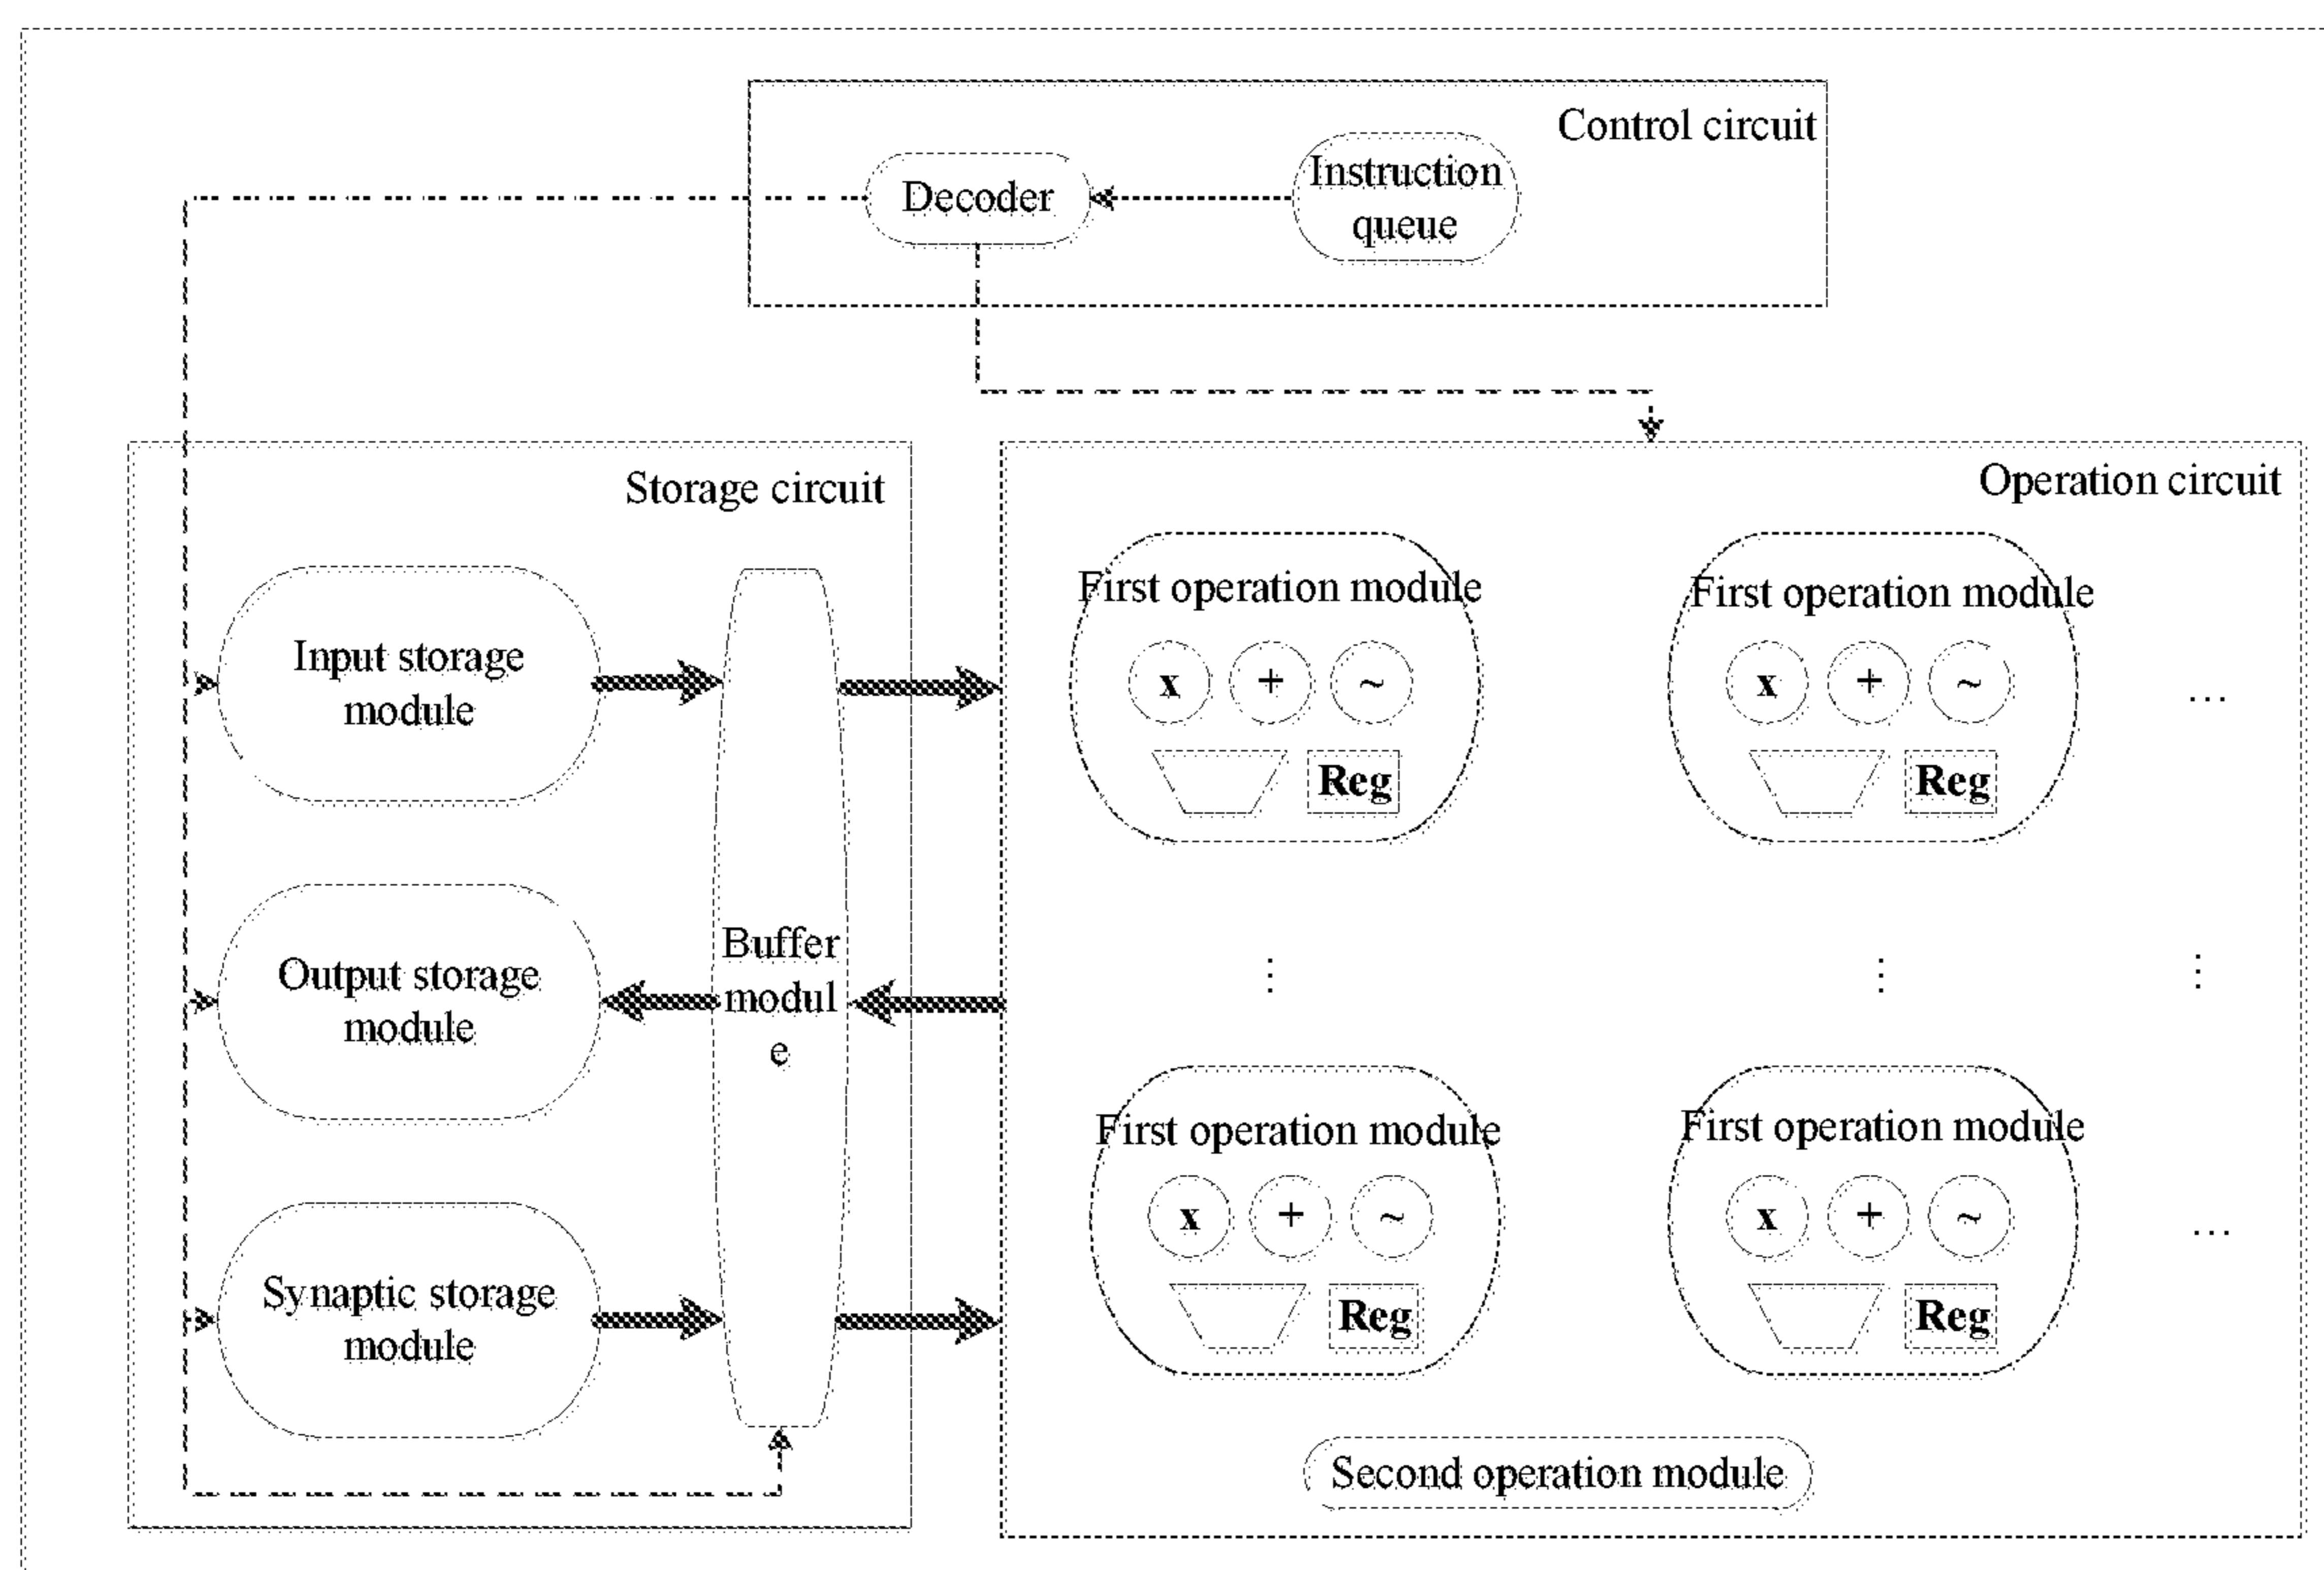 Control circuit
Decoder
Instruction
queue
Storage circuit
Input storage
module
Output storage
module
Synaptic storage
module
Buffer
modul
e
Operation circuit
First operation module
x + ~
Reg
First operation module
x + ~
Reg
...
⋮ ⋮ ⋮
First operation module
x + ~
Reg
First operation module
x + ~
Reg
...
Second operation module